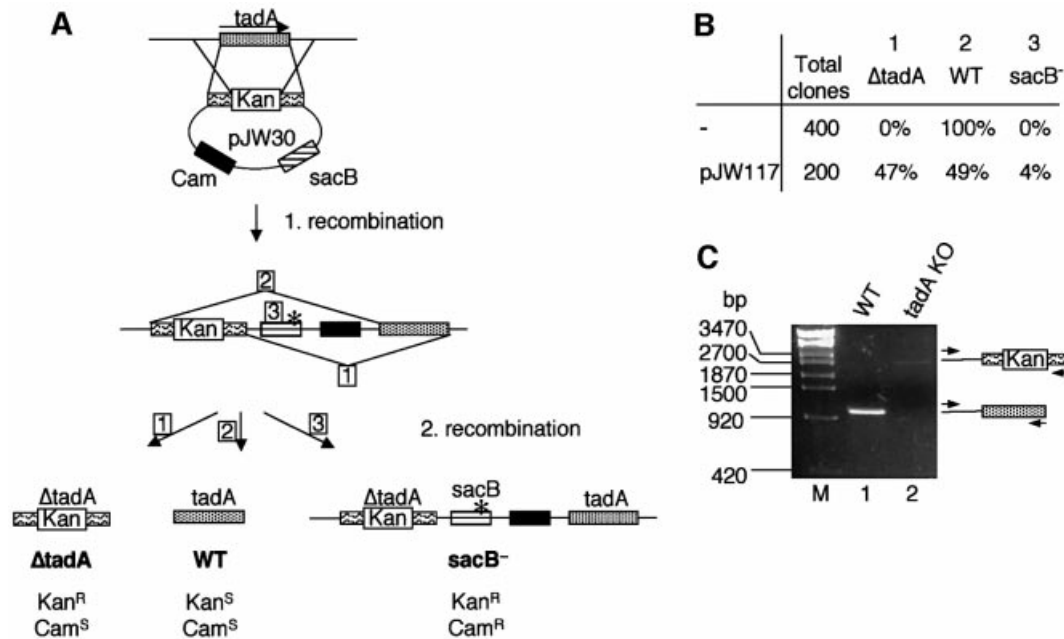 A
tadA
Kan
pJW30
Cam
sacB
1. recombination
2
3
*
Kan
1
1
2
3
2. recombination
ΔtadA
Kan
ΔtadA
KanR
CamS
tadA
WT
KanS
CamS
ΔtadA
sacB
tadA
Kan
*
sacB–
KanR
CamR
B
1 2 3
Total clones ΔtadA WT sacB-
- 400 0% 100% 0%
pJW117 200 47% 49% 4%
C
bp
WT
tadA KO
3470
2700
1870
1500
920
420
Kan
M 1 2